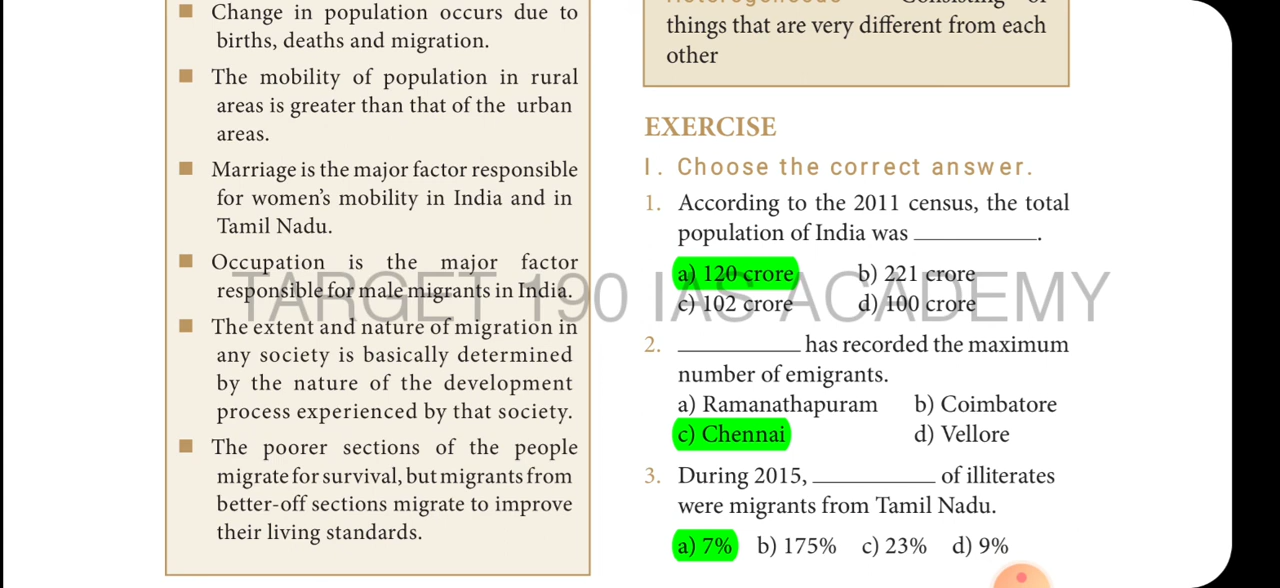 Change in population occurs due to
births, deaths and migration.
The mobility of population in rural
areas is greater than that of the urban
areas.
Marriage is the major factor responsible
for women's mobility in India and in
Tamil Nadu.
Occupation is the major factor
responsible for male migrants in India.
The extent and nature of migration in
any society is basically determined
by the nature of the development
process experienced by that society.
The poorer sections of the people
migrate for survival, but migrants from
better-off sections migrate to improve
their living standards.
things that are very different from each
other
EXERCISE
I. Choose the correct answer.
1. According to the 2011 census, the total
population of India was ___________.
a) 120 crore b) 221 crore
c) 102 crore d) 100 crore
2. ___________ has recorded the maximum
number of emigrants.
a) Ramanathapuram b) Coimbatore
c) Chennai d) Vellore
3. During 2015, ___________ of illiterates
were migrants from Tamil Nadu.
a) 7% b) 175% c) 23% d) 9%
TARGET 190 IAS ACADEMY